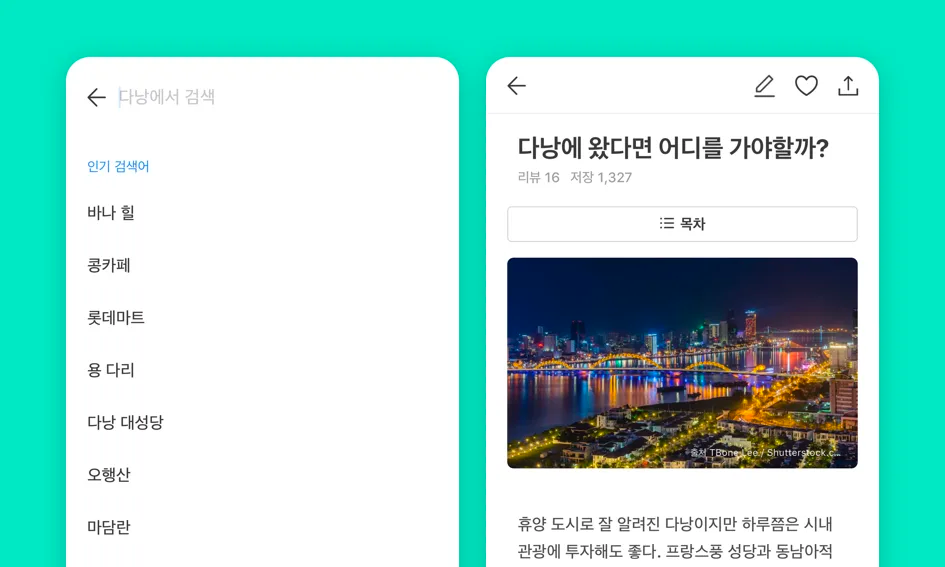 다낭에서 검색
인기 검색어
바나 힐
콩카페
롯데마트
용 다리
다낭 대성당
오행산
마담란
다낭에 왔다면 어디를 가야할까?
리뷰 16 저장 1,327
목차
출처 TBone Lee / Shutterstock.c...
휴양 도시로 잘 알려진 다낭이지만 하루쯤은 시내
관광에 투자해도 좋다. 프랑스풍 성당과 동남아적